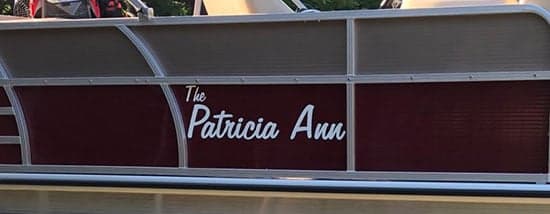 The
Patricia Ann